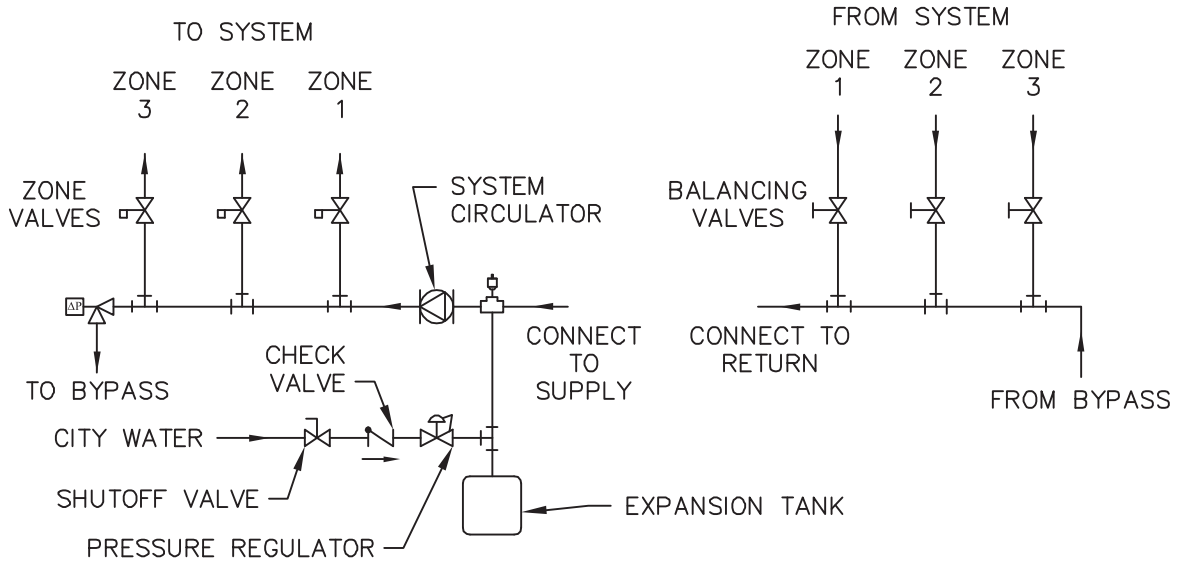 TO SYSTEM
ZONE
3
ZONE
2
ZONE
1
ZONE
VALVES
SYSTEM
CIRCULATOR
ΔP
TO BYPASS
CONNECT
TO
SUPPLY
CHECK
VALVE
CITY WATER
SHUTOFF VALVE
PRESSURE REGULATOR
EXPANSION TANK
FROM SYSTEM
ZONE
1
ZONE
2
ZONE
3
BALANCING
VALVES
CONNECT TO
RETURN
FROM BYPASS